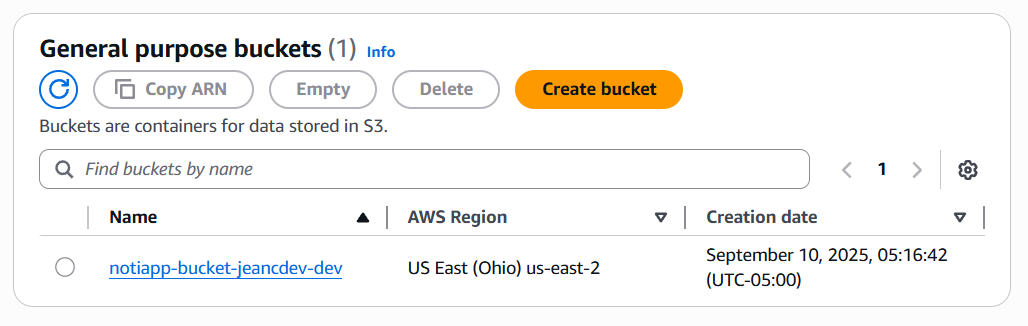 General purpose buckets (1) Info
Copy ARN Empty Delete Create bucket
Buckets are containers for data stored in S3.
Find buckets by name 1
Name AWS Region Creation date
notiapp-bucket-jeancdev-dev US East (Ohio) us-east-2 September 10, 2025, 05:16:42
(UTC-05:00)